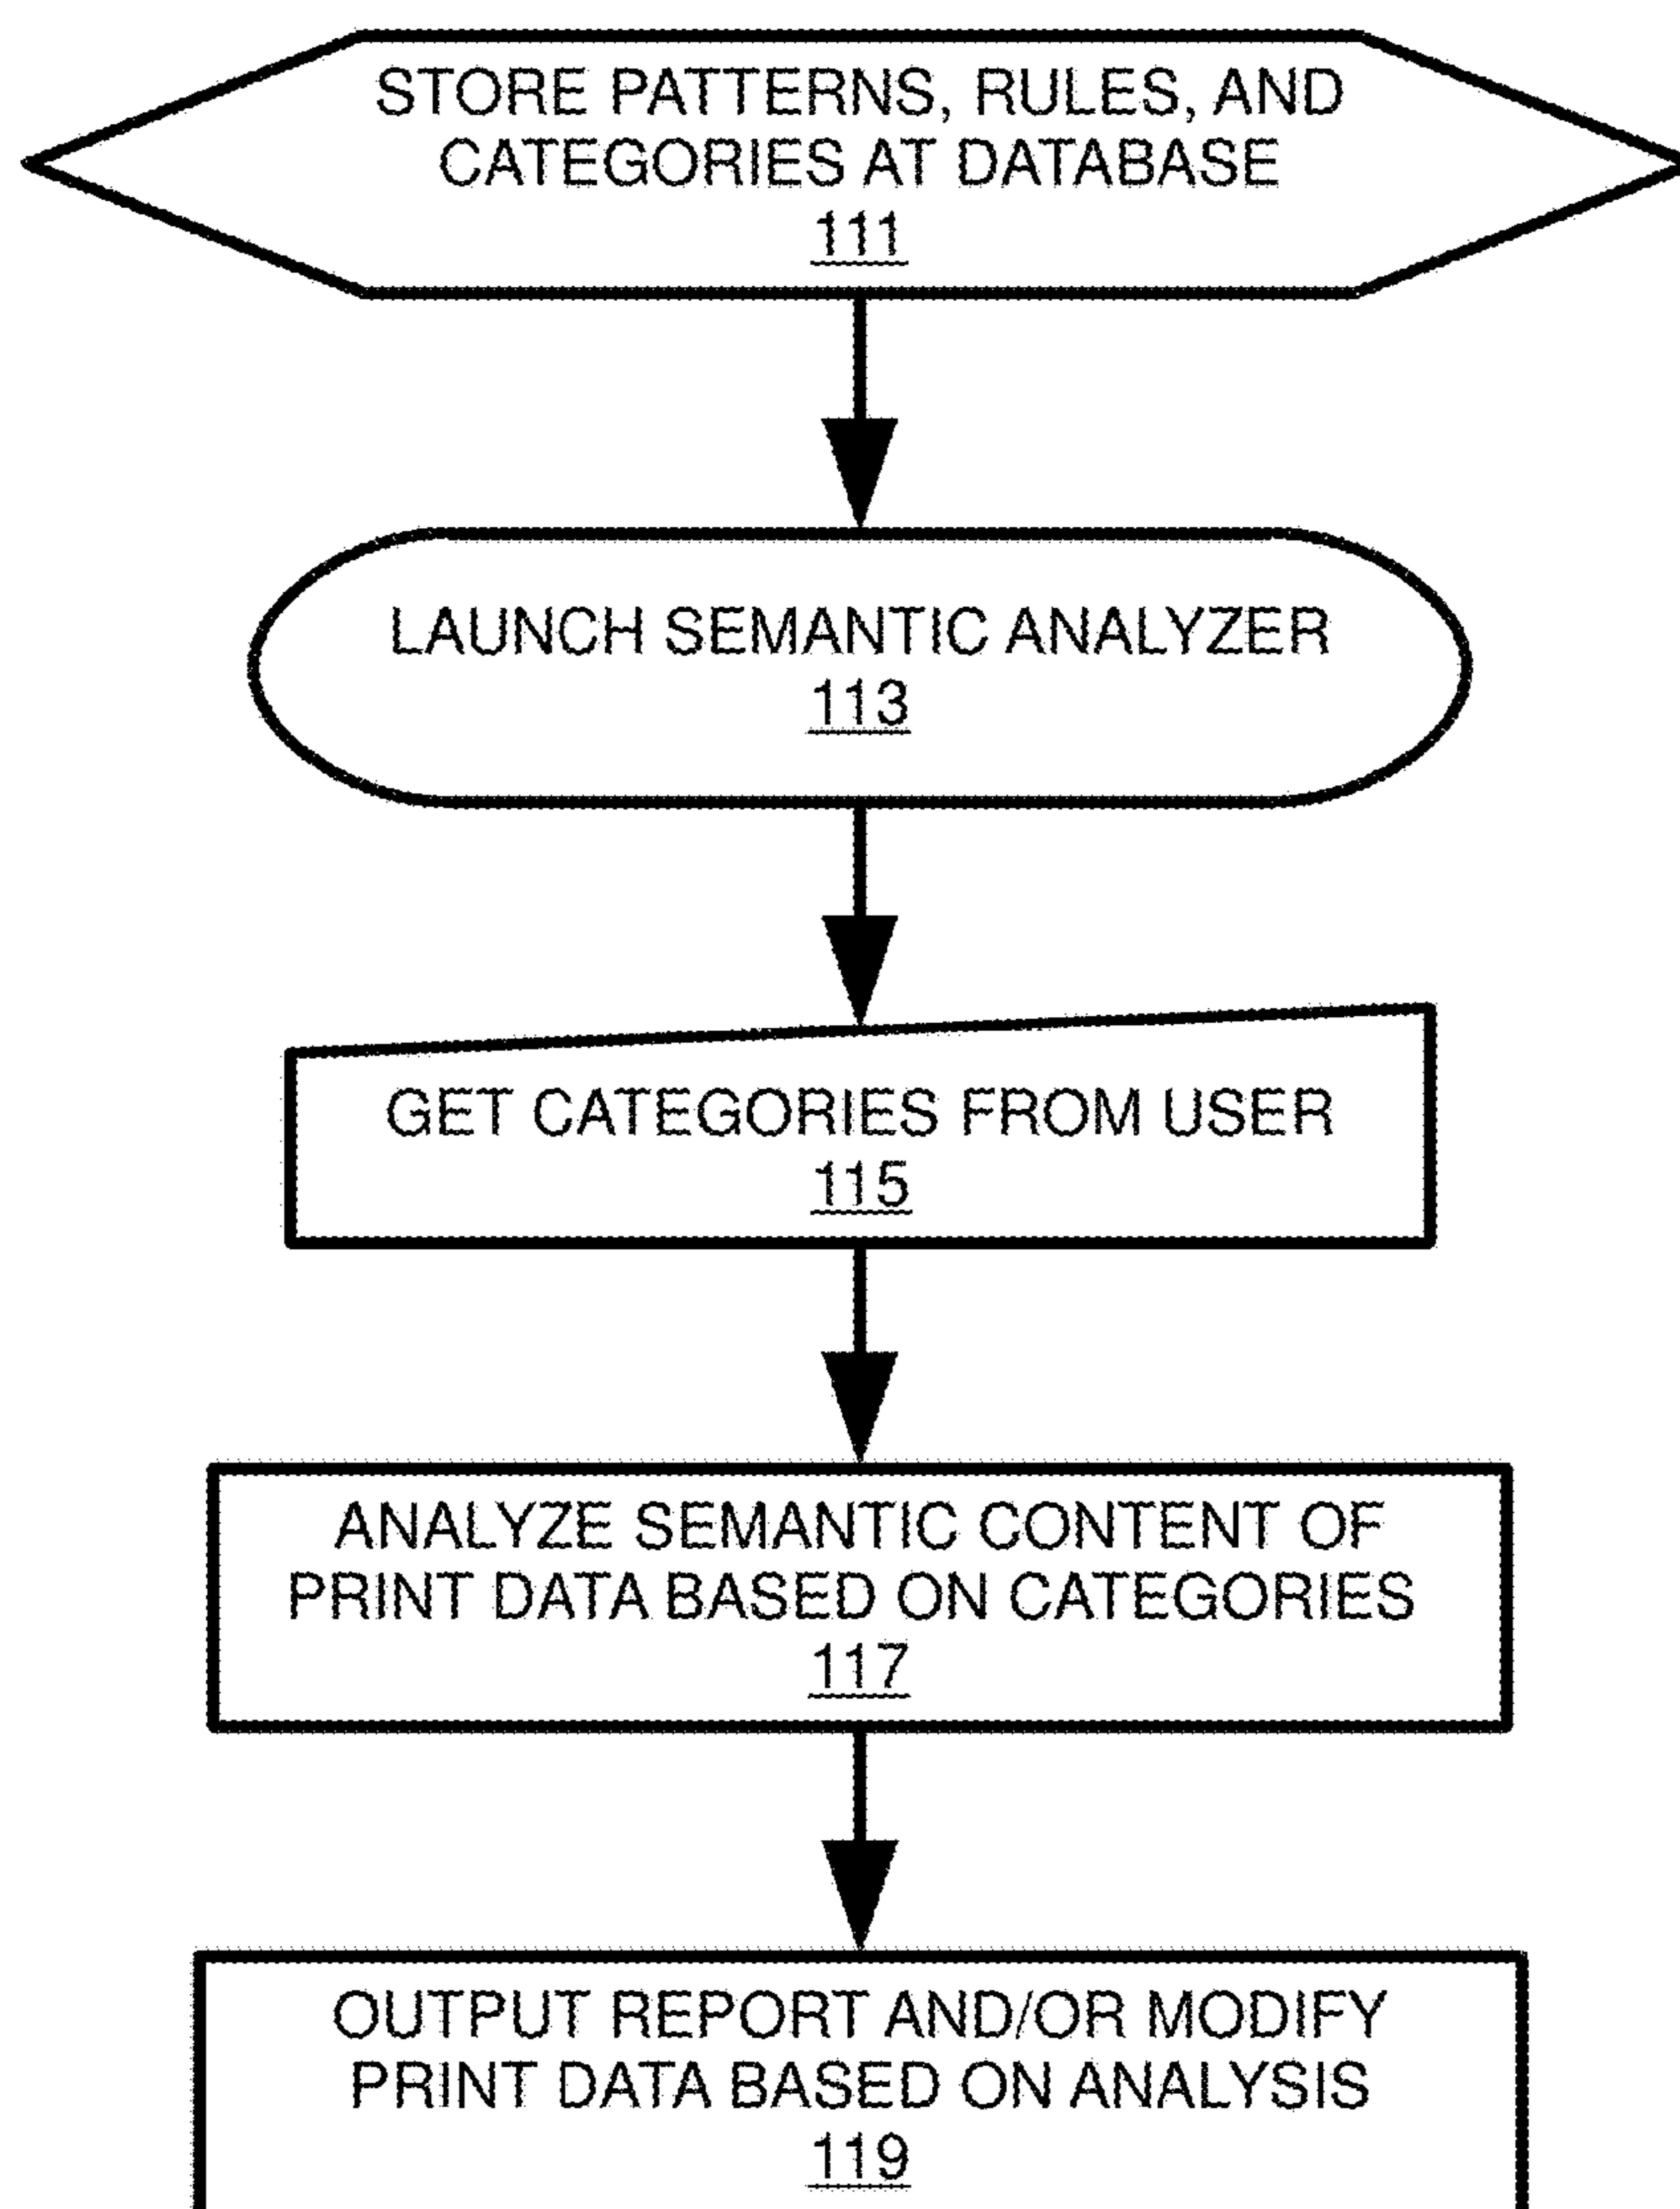 STORE PATTERNS, RULES, AND
CATEGORIES AT DATABASE
111
LAUNCH SEMANTIC ANALYZER
113
GET CATEGORIES FROM USER
115
ANALYZE SEMANTIC CONTENT OF
PRINT DATA BASED ON CATEGORIES
117
OUTPUT REPORT AND/OR MODIFY
PRINT DATA BASED ON ANALYSIS
119